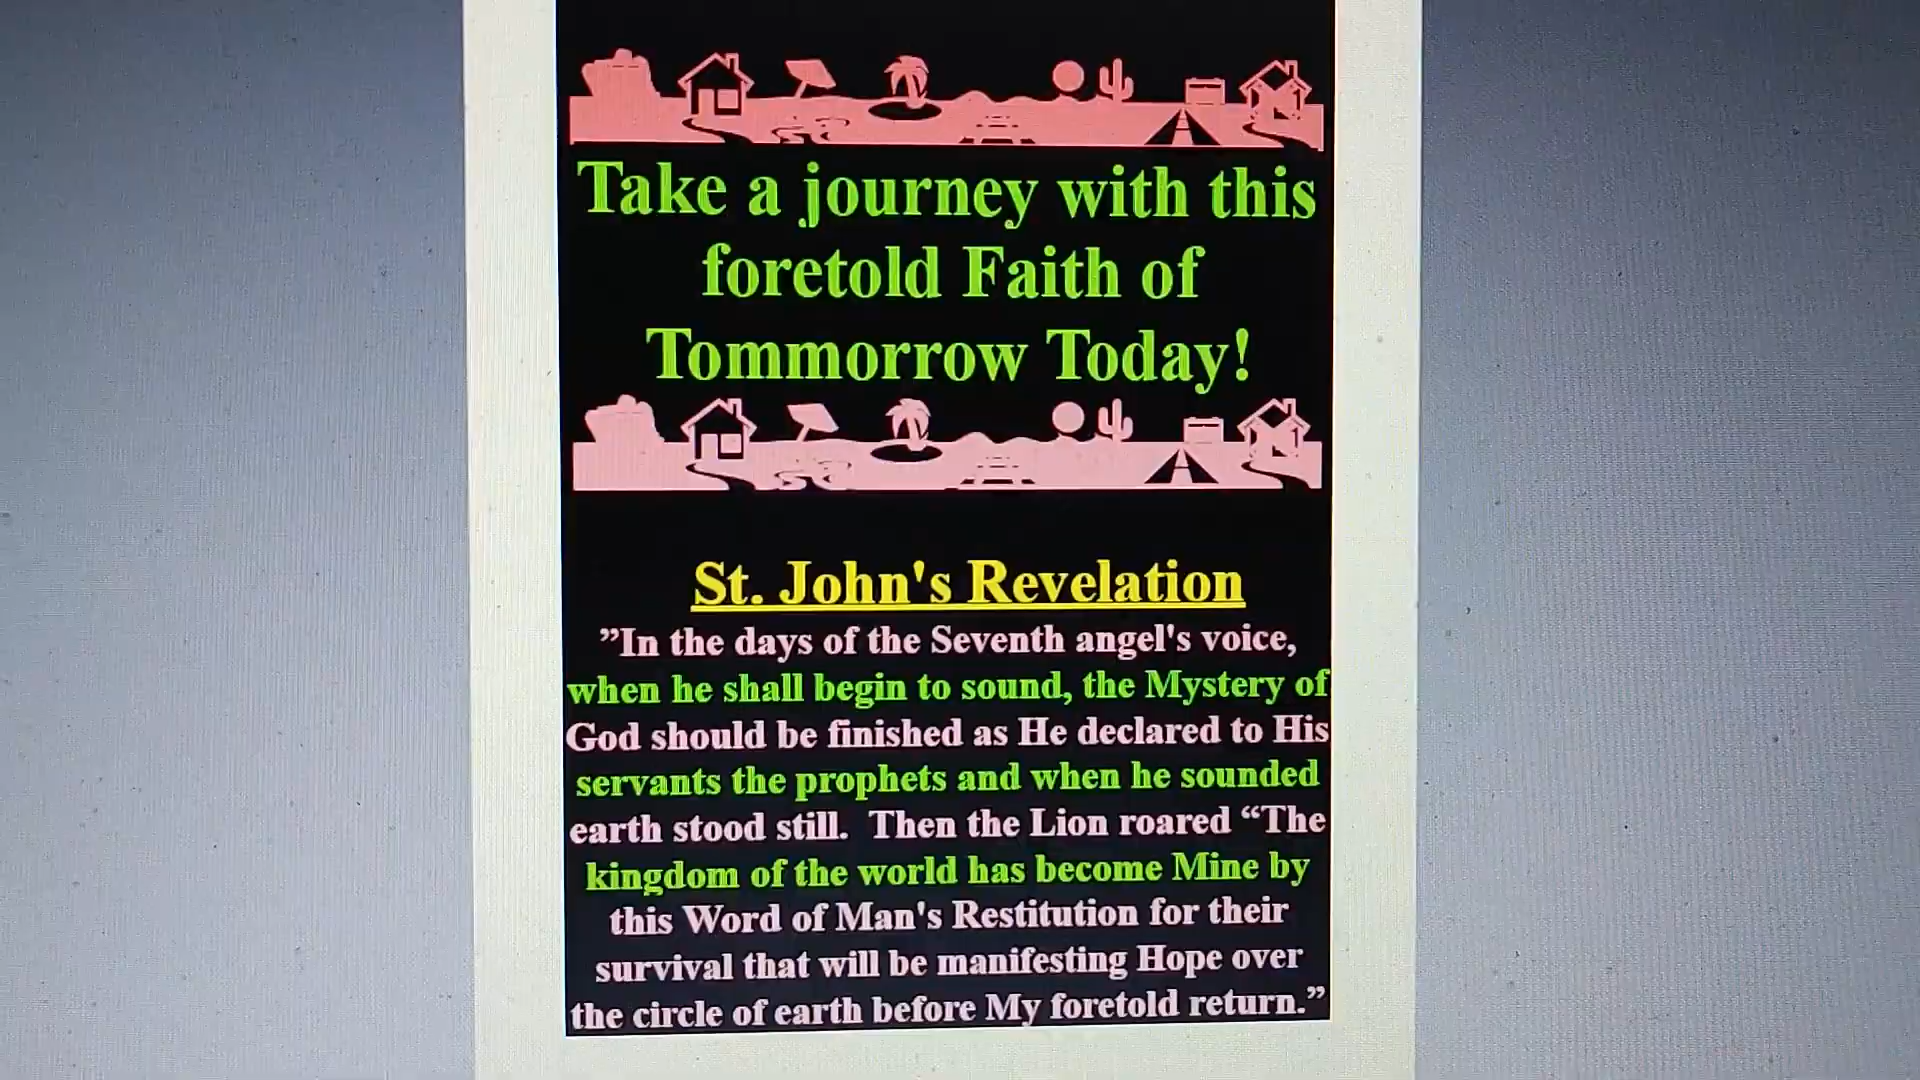 Take a journey with this
foretold Faith of
Tommorrow Today!
St. John's Revelation
”In the days of the Seventh angel's voice,
when he shall begin to sound, the Mystery of
God should be finished as He declared to His
servants the prophets and when he sounded
earth stood still.  Then the Lion roared “The
kingdom of the world has become Mine by
this Word of Man's Restitution for their
survival that will be manifesting Hope over
the circle of earth before My foretold return.”